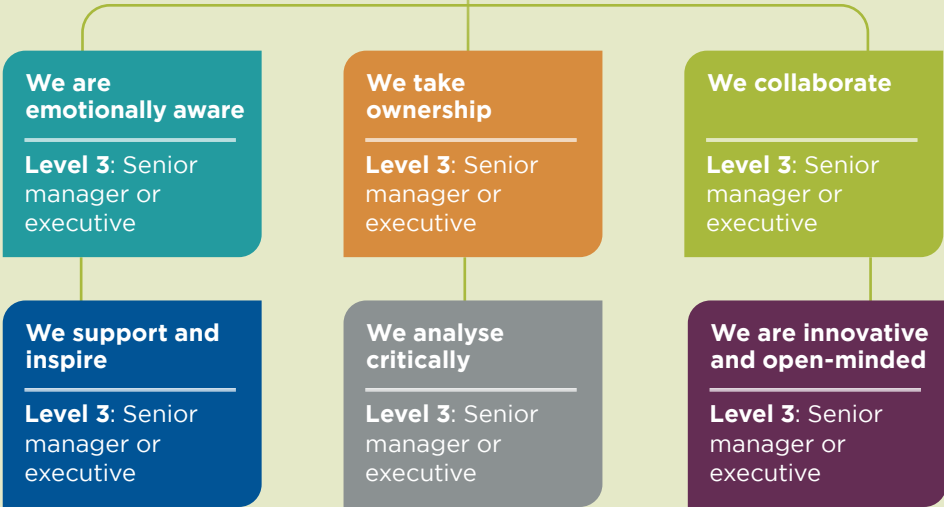 We are
emotionally aware
Level 3: Senior
manager or
executive
We take
ownership
Level 3: Senior
manager or
executive
We collaborate
Level 3: Senior
manager or
executive
We support and
inspire
Level 3: Senior
manager or
executive
We analyse
critically
Level 3: Senior
manager or
executive
We are innovative
and open-minded
Level 3: Senior
manager or
executive